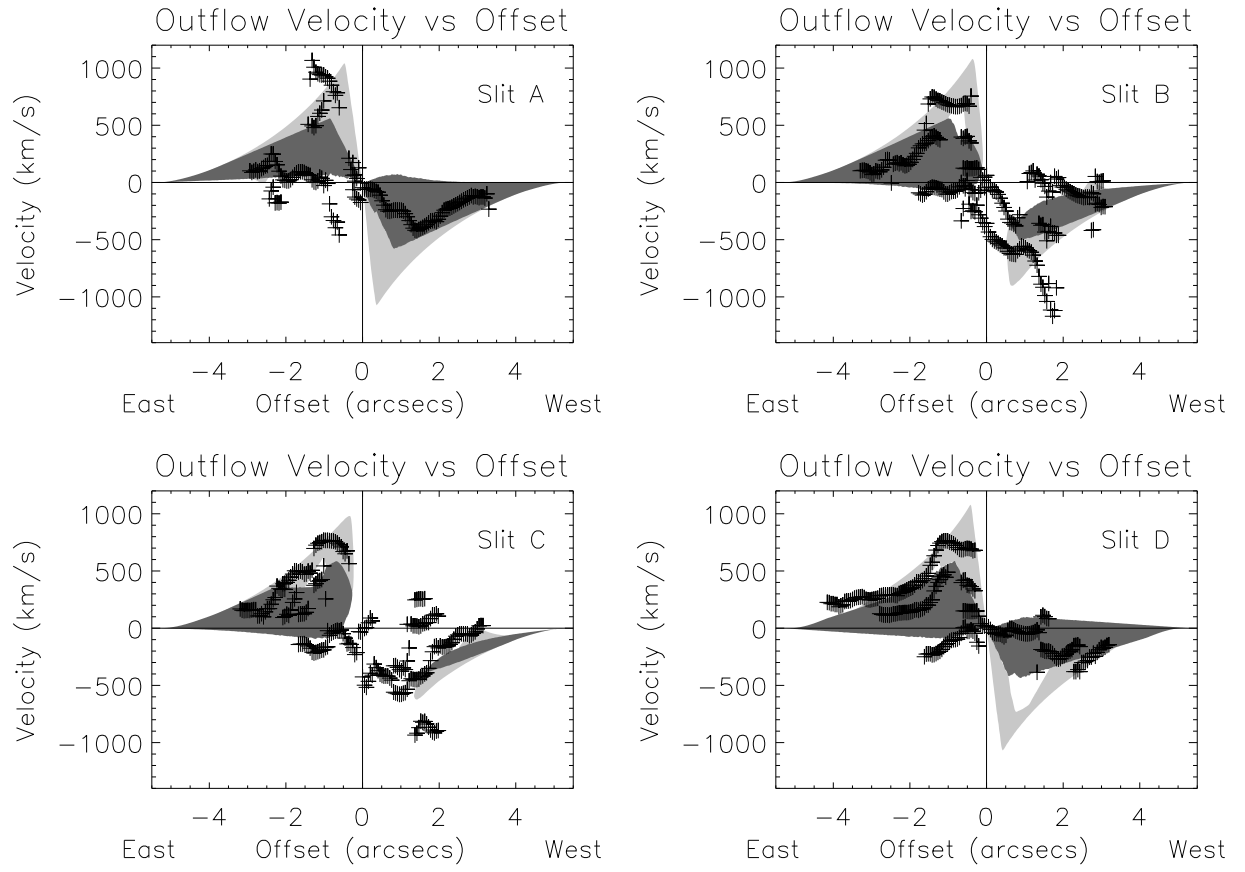 Outflow Velocity vs Offset
Velocity (km/s)
1000
500
0
−500
−1000
Slit A
−4 −2 0 2 4
East Offset (arcsecs) West
Outflow Velocity vs Offset
Velocity (km/s)
1000
500
0
−500
−1000
Slit B
−4 −2 0 2 4
East Offset (arcsecs) West
Outflow Velocity vs Offset
Velocity (km/s)
1000
500
0
−500
−1000
Slit C
−4 −2 0 2 4
East Offset (arcsecs) West
Outflow Velocity vs Offset
Velocity (km/s)
1000
500
0
−500
−1000
Slit D
−4 −2 0 2 4
East Offset (arcsecs) West